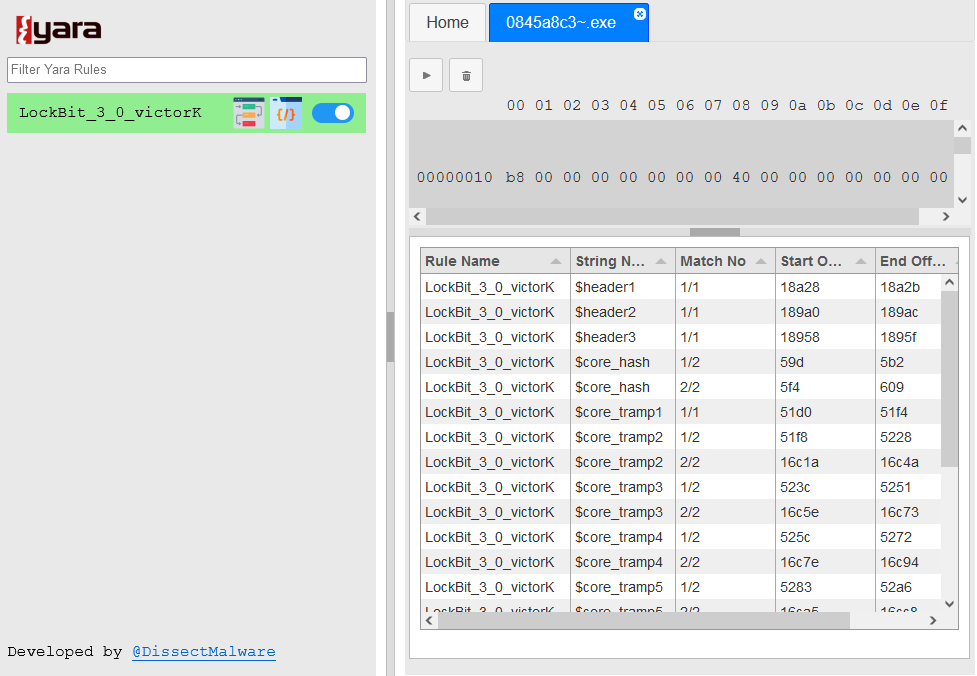 yara
Filter Yara Rules
LockBit_3_0_victorK {/}
Developed by @DissectMalware
Home 0845a8c3~.exe
00 01 02 03 04 05 06 07 08 09 0a 0b 0c 0d 0e 0f
00000010 b8 00 00 00 00 00 00 00 40 00 00 00 00 00 00 00
Rule Name String N... Match No Start O... End Off...
LockBit_3_0_victorK $header1 1/1 18a28 18a2b
LockBit_3_0_victorK $header2 1/1 189a0 189ac
LockBit_3_0_victorK $header3 1/1 18958 1895f
LockBit_3_0_victorK $core_hash 1/2 59d 5b2
LockBit_3_0_victorK $core_hash 2/2 5f4 609
LockBit_3_0_victorK $core_tramp1 1/1 51d0 51f4
LockBit_3_0_victorK $core_tramp2 1/2 51f8 5228
LockBit_3_0_victorK $core_tramp2 2/2 16c1a 16c4a
LockBit_3_0_victorK $core_tramp3 1/2 523c 5251
LockBit_3_0_victorK $core_tramp3 2/2 16c5e 16c73
LockBit_3_0_victorK $core_tramp4 1/2 525c 5272
LockBit_3_0_victorK $core_tramp4 2/2 16c7e 16c94
LockBit_3_0_victorK $core_tramp5 1/2 5283 52a6
LockBit_3_0_victorK $core_tramp5 2/2 16ca5 16cc8